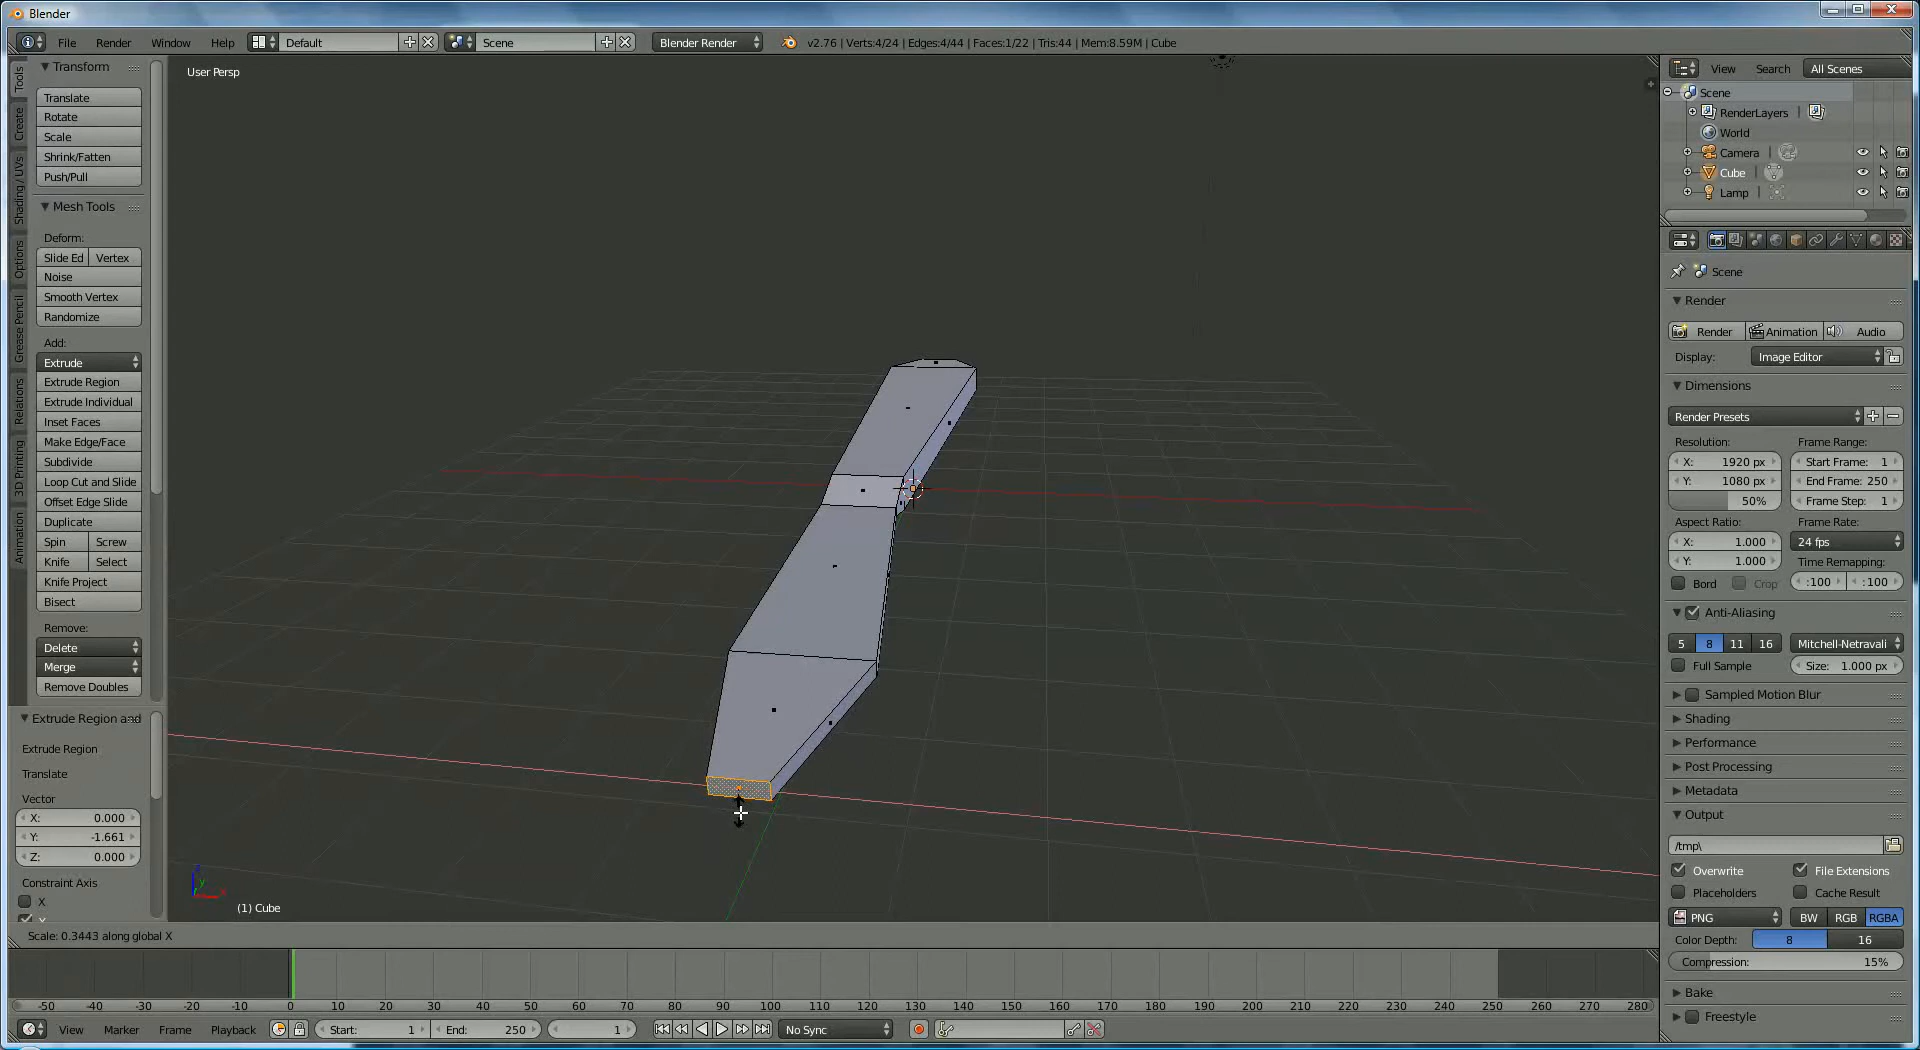 Blender
File Render Window Help Default Scene Blender Render v2.76 | Verts:4/24 | Edges:4/44 | Faces:1/22 | Tris:44 | Mem:8.59M | Cube
Tools
Create
Shading / UVs
Options
Grease Pencil
Relations
3D Printing
Animation
Transform
Translate
Rotate
Scale
Shrink/Fatten
Push/Pull
Mesh Tools
Deform:
Slide Ed Vertex
Noise
Smooth Vertex
Randomize
Add:
Extrude
Extrude Region
Extrude Individual
Inset Faces
Make Edge/Face
Subdivide
Loop Cut and Slide
Offset Edge Slide
Duplicate
Spin Screw
Knife Select
Knife Project
Bisect
Remove:
Delete
Merge
Remove Doubles
Extrude Region and
Extrude Region
Translate
Vector
X: 0.000
Y: -1.661
Z: 0.000
Constraint Axis
X
User Persp
(1) Cube
Scale: 0.3443 along global X
View Search All Scenes
Scene
RenderLayers
World
Camera
Cube
Lamp
Scene
Render
Render Animation Audio
Display: Image Editor
Dimensions
Render Presets
Resolution: Frame Range:
X: 1920 px Start Frame: 1
Y: 1080 px End Frame: 250
50% Frame Step: 1
Aspect Ratio: Frame Rate:
X: 1.000 24 fps
Y: 1.000 Time Remapping:
Bord Crop :100 :100
Anti-Aliasing
5 8 11 16 Mitchell-Netravali
Full Sample Size: 1.000 px
Sampled Motion Blur
Shading
Performance
Post Processing
Metadata
Output
/tmp\
Overwrite File Extensions
Placeholders Cache Result
PNG BW RGB RGBA
Color Depth: 8 16
Compression: 15%
Bake
Freestyle
-50 -40 -30 -20 -10 0 10 20 30 40 50 60 70 80 90 100 110 120 130 140 150 160 170 180 190 200 210 220 230 240 250 260 270 280
View Marker Frame Playback Start: 1 End: 250 1 No Sync